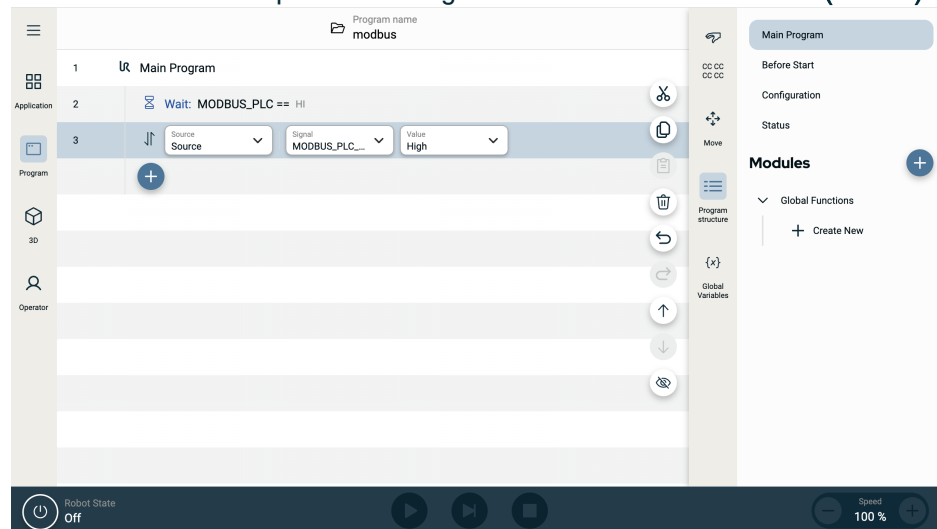 Program name
modbus
Application
Program
3D
Operator
1 Main Program
2 Wait: MODBUS_PLC == HI
3 Source Source Signal MODBUS_PLC_... Value High
CC CC
CC CC
Move
Program
structure
{x}
Global
Variables
Main Program
Before Start
Configuration
Status
Modules
Global Functions
Create New
Robot State
Off
Speed
100 %